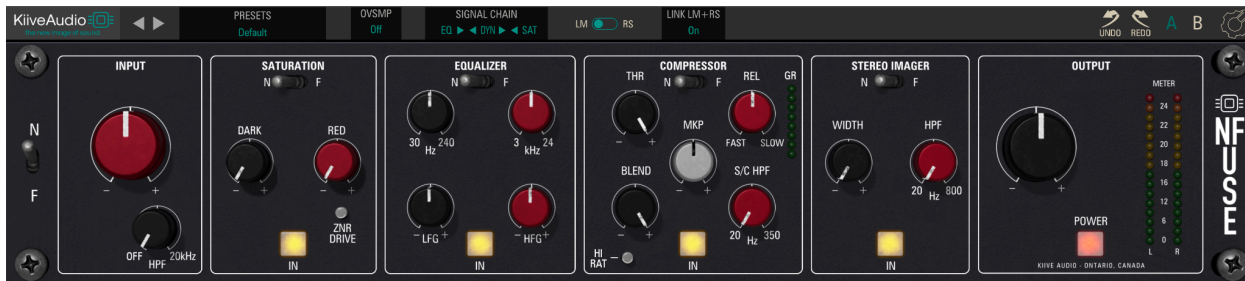 KiiveAudio
the new image of sound
PRESETS
Default
OVSMP
Off
SIGNAL CHAIN
EQ ▶ ◀ DYN ▶ ◀ SAT
LM RS
LINK LM+RS
On
UNDO REDO A B
N
F
INPUT
- +
OFF 20kHz
HPF
SATURATION
N F
DARK RED
- + - +
ZNR
DRIVE
IN
EQUALIZER
N F
30 240
Hz
3 24
kHz
- LFG +
- HFG +
IN
COMPRESSOR
N F
THR REL GR
- +
FAST SLOW
MKP
- +
BLEND S/C HPF
- +
20 Hz 350
HI
RAT
IN
STEREO IMAGER
N F
WIDTH HPF
- +
20 Hz 800
IN
OUTPUT
- +
METER
24
22
20
18
16
12
6
0
L R
POWER
KIIVE AUDIO - ONTARIO, CANADA
NFUSE